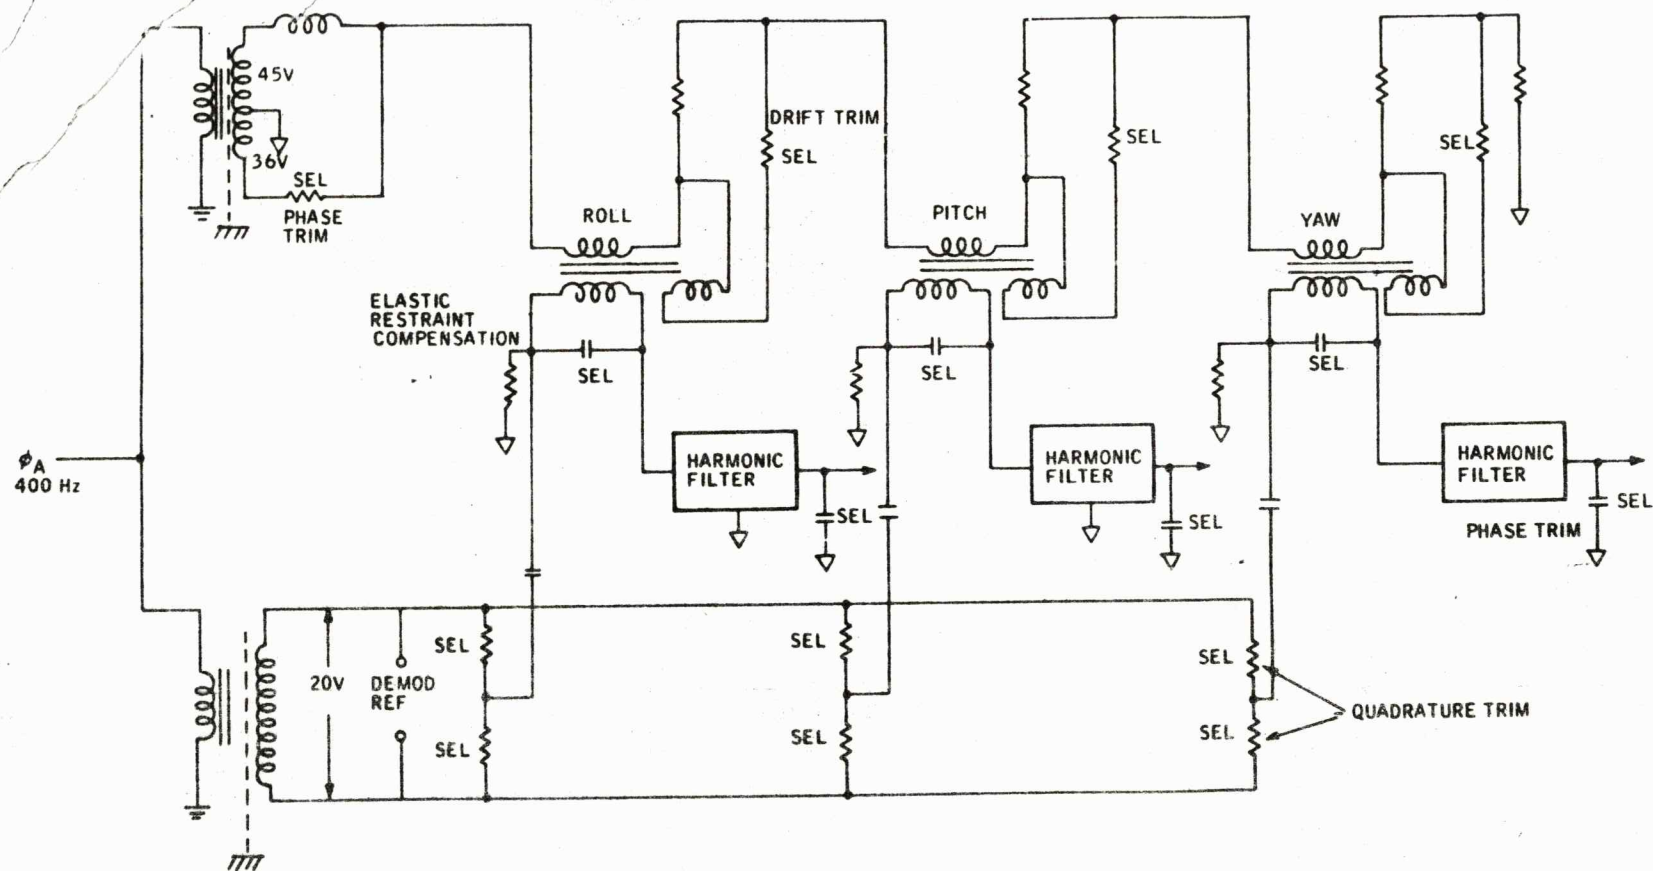 45V
36V
SEL
PHASE
TRIM
ROLL
DRIFT TRIM
SEL
PITCH
SEL
YAW
SEL
ELASTIC
RESTRAINT
COMPENSATION
SEL
SEL
SEL
HARMONIC
FILTER
SEL
HARMONIC
FILTER
SEL
HARMONIC
FILTER
SEL
PHASE TRIM
ϕA
400 Hz
20V
DEMOD
REF
SEL
SEL
SEL
SEL
SEL
SEL
QUADRATURE TRIM